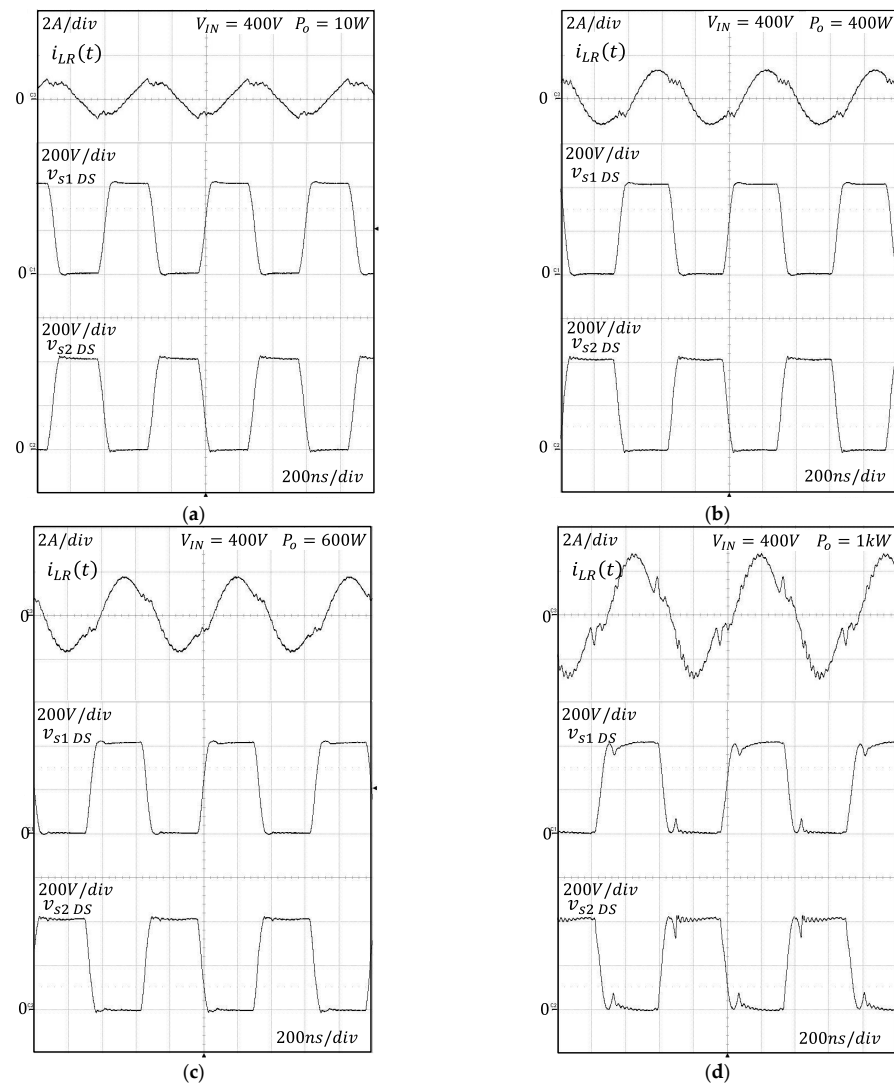 2A/div V_IN = 400V P_o = 10W
i_LR(t)
0
200V/div
v_s1 DS
0
200V/div
v_s2 DS
0
200ns/div
(a)
2A/div V_IN = 400V P_o = 400W
i_LR(t)
0
200V/div
v_s1 DS
0
200V/div
v_s2 DS
0
200ns/div
(b)
2A/div V_IN = 400V P_o = 600W
i_LR(t)
0
200V/div
v_s1 DS
0
200V/div
v_s2 DS
0
200ns/div
(c)
2A/div V_IN = 400V P_o = 1kW
i_LR(t)
0
200V/div
v_s1 DS
0
200V/div
v_s2 DS
0
200ns/div
(d)